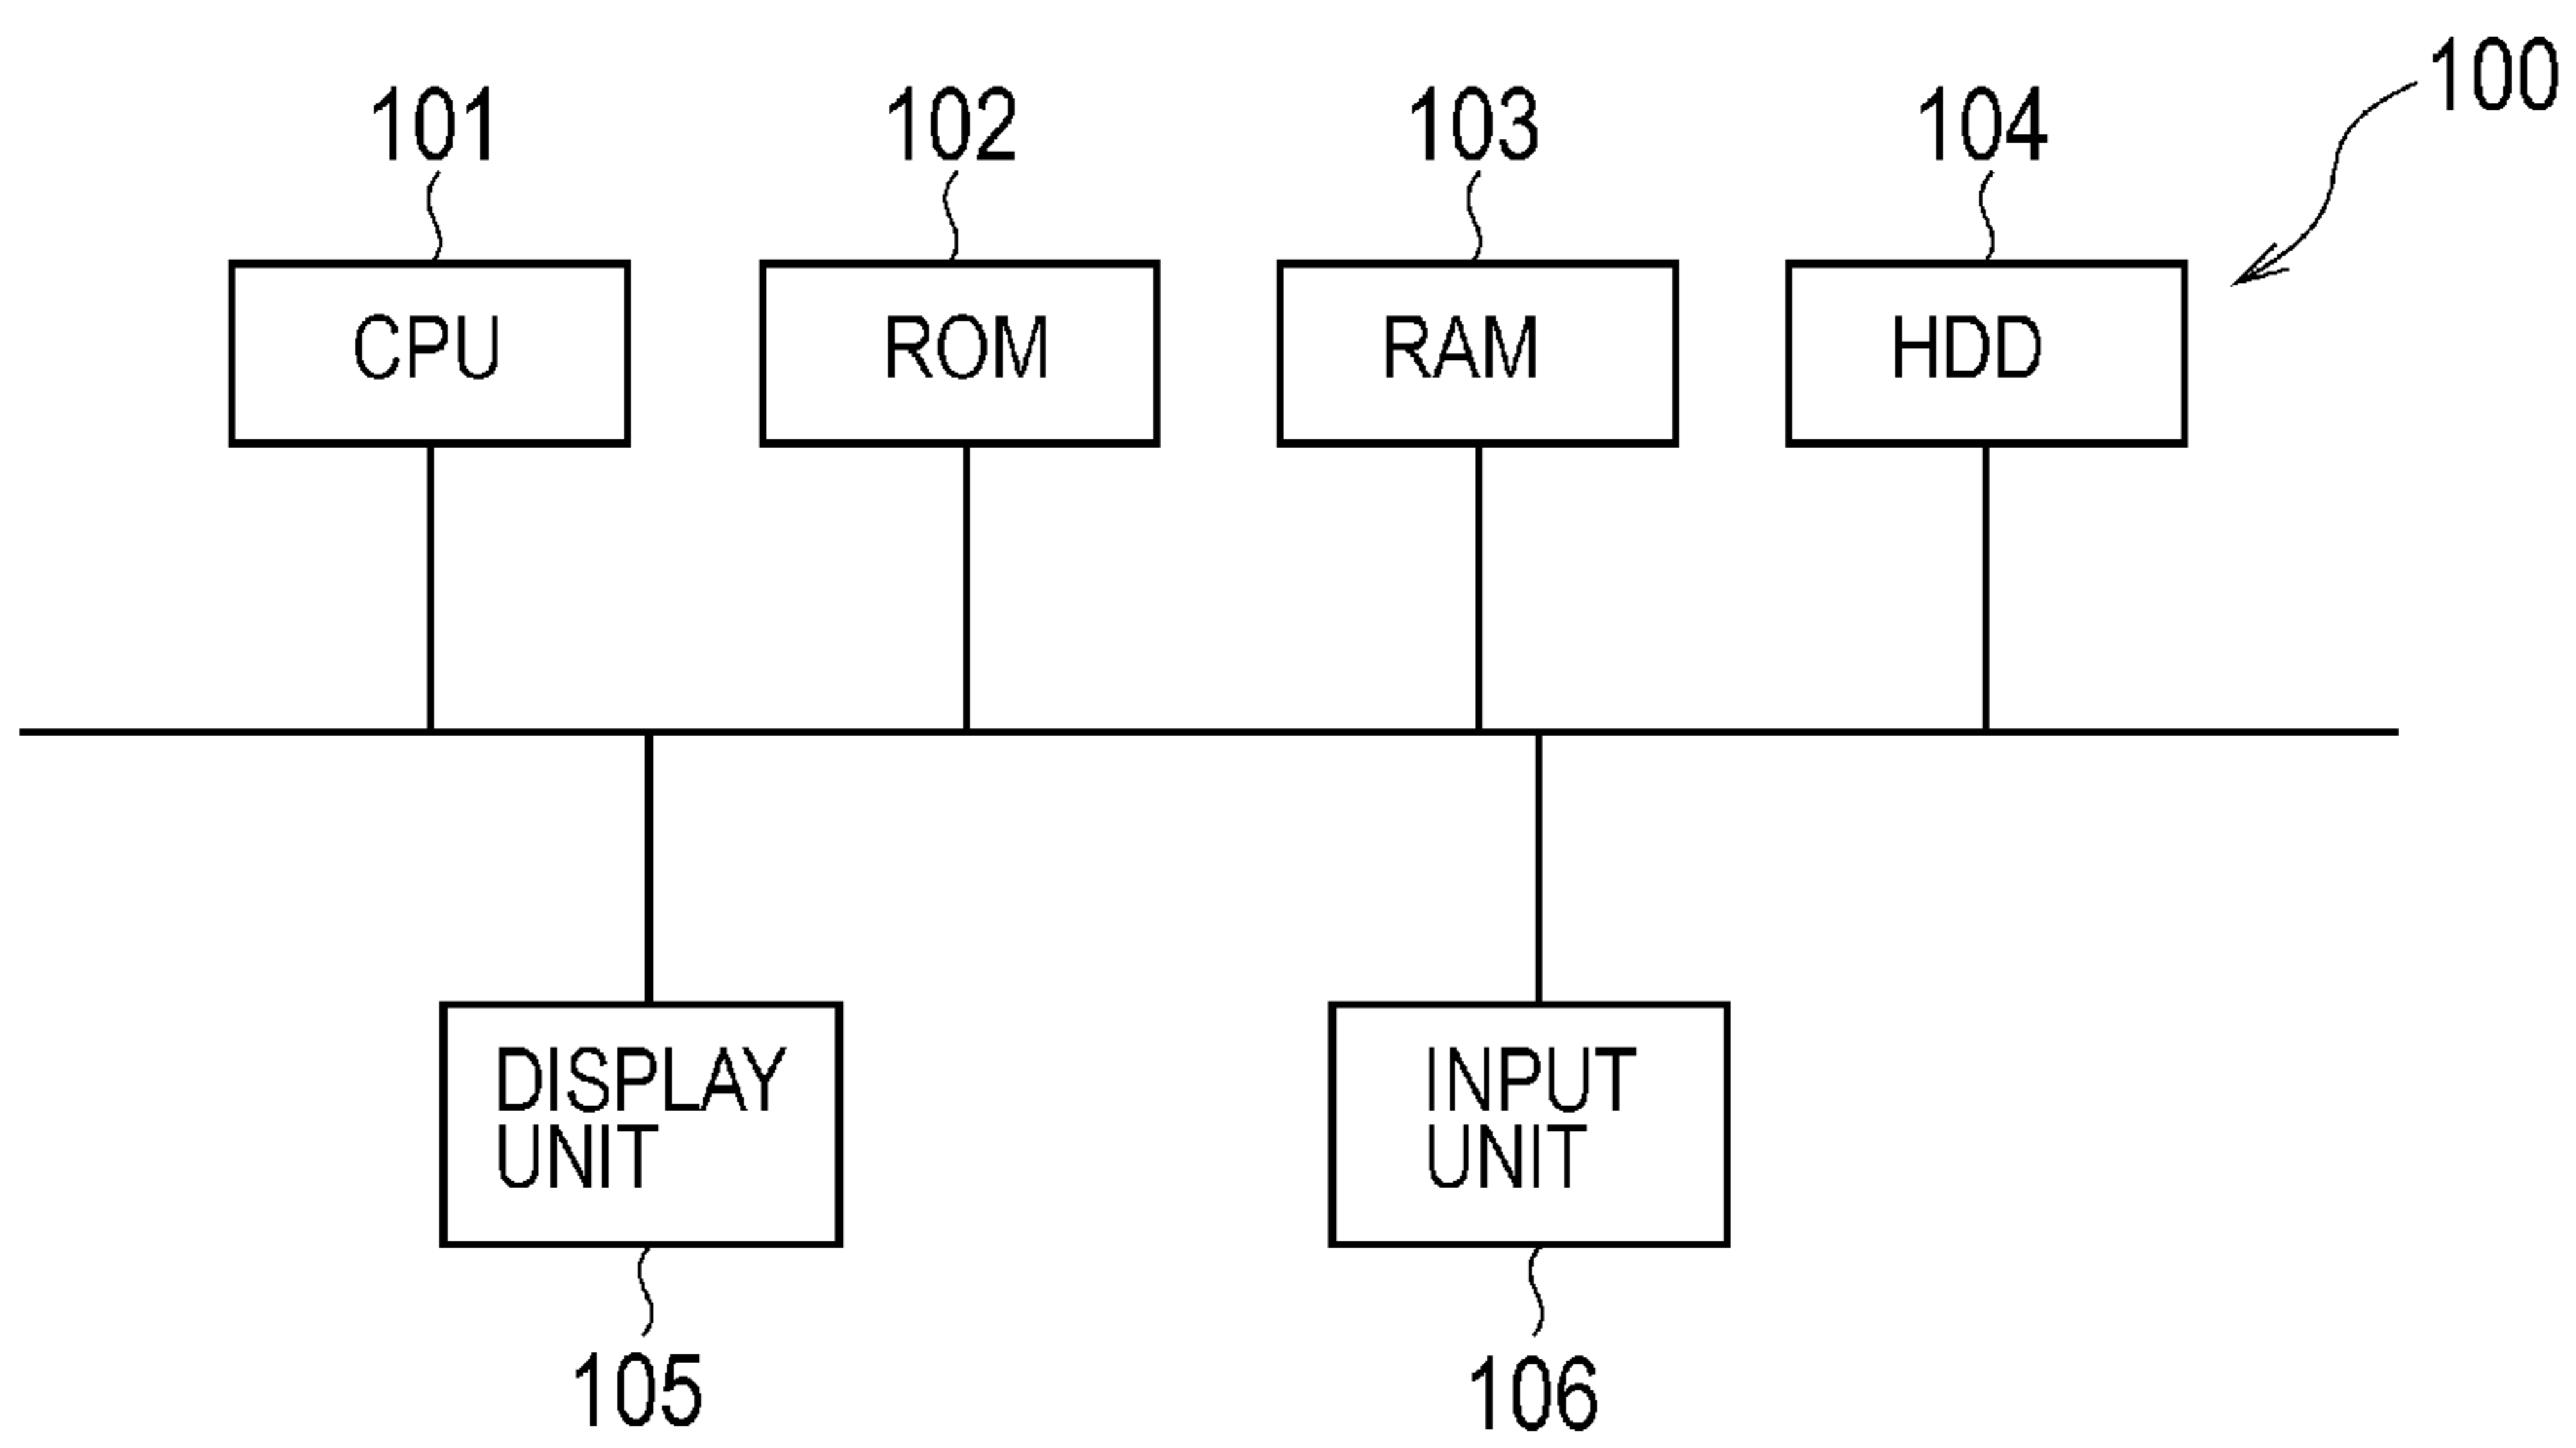 100
101
102
103
104
CPU
ROM
RAM
HDD
DISPLAY
UNIT
INPUT
UNIT
105
106